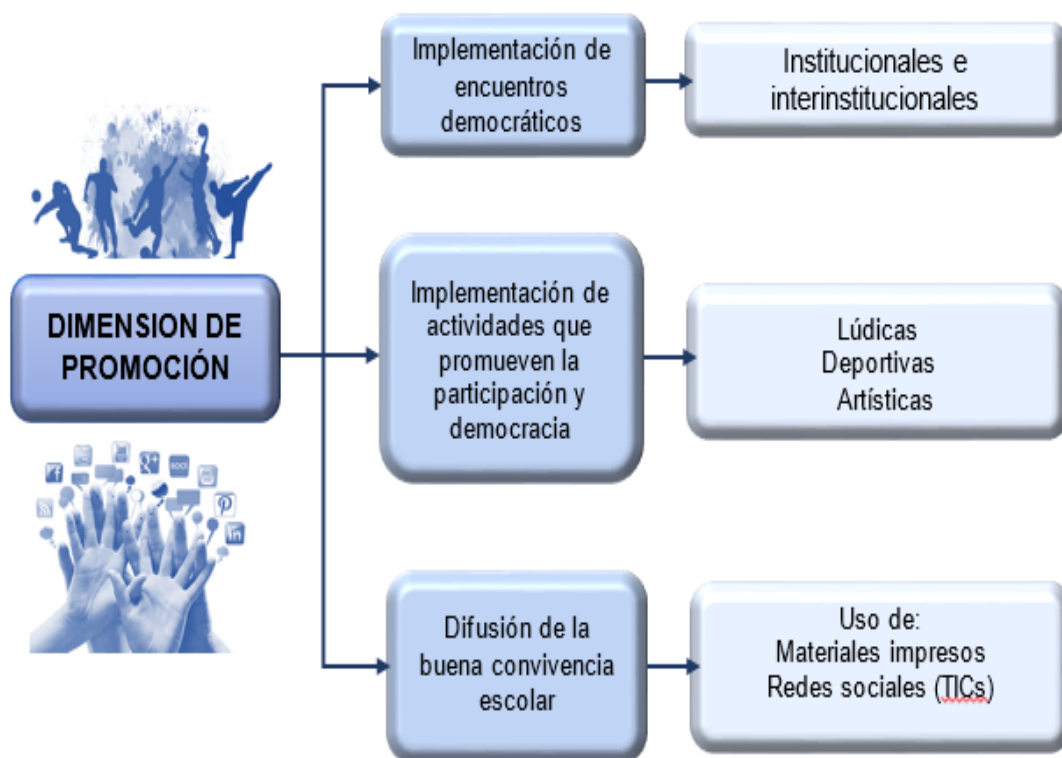 Implementación de
encuentros
democráticos
Institucionales e
interinstitucionales
DIMENSION DE
PROMOCIÓN
Implementación de
actividades que
promueven la
participación y
democracia
Lúdicas
Deportivas
Artísticas
Difusión de la
buena convivencia
escolar
Uso de:
Materiales impresos
Redes sociales (TICs)